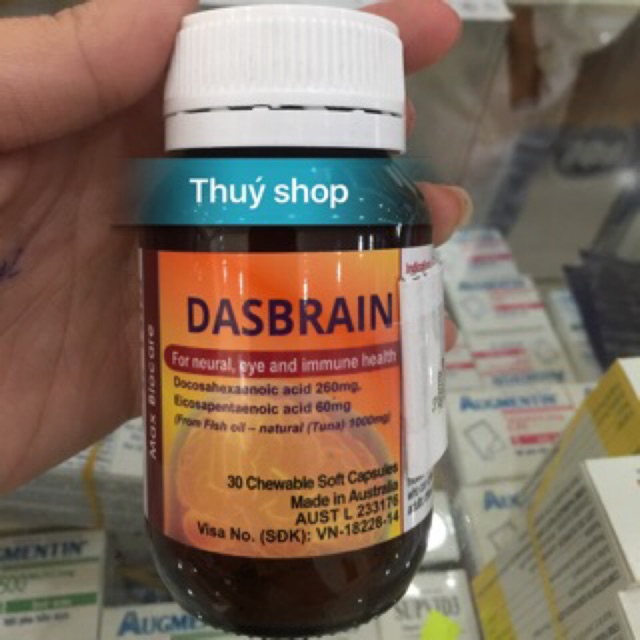 Thuý shop
DASBRAIN
For neural, eye and immune health
Docosahexaenoic acid 260mg.
Eicosapentaenoic acid 60mg
(From Fish oil – natural (Tuna) 1000mg)
30 Chewable Soft Capsules
Made in Australia
AUST L 233176
Visa No. (SĐK): VN-18228-14
Max Biocare
AUGMENTIN
AUGMENTIN
AUGMENTIN